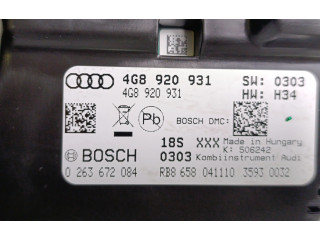 4G8 920 931 SW: 0303
4G8 920 931 HW: H34
Pb BOSCH DMC:
18S XXX Made in Hungary
K: 506242
BOSCH 0303 Kombiinstrument Audi
0 263 672 084 RB8 658 041110 3593 0032